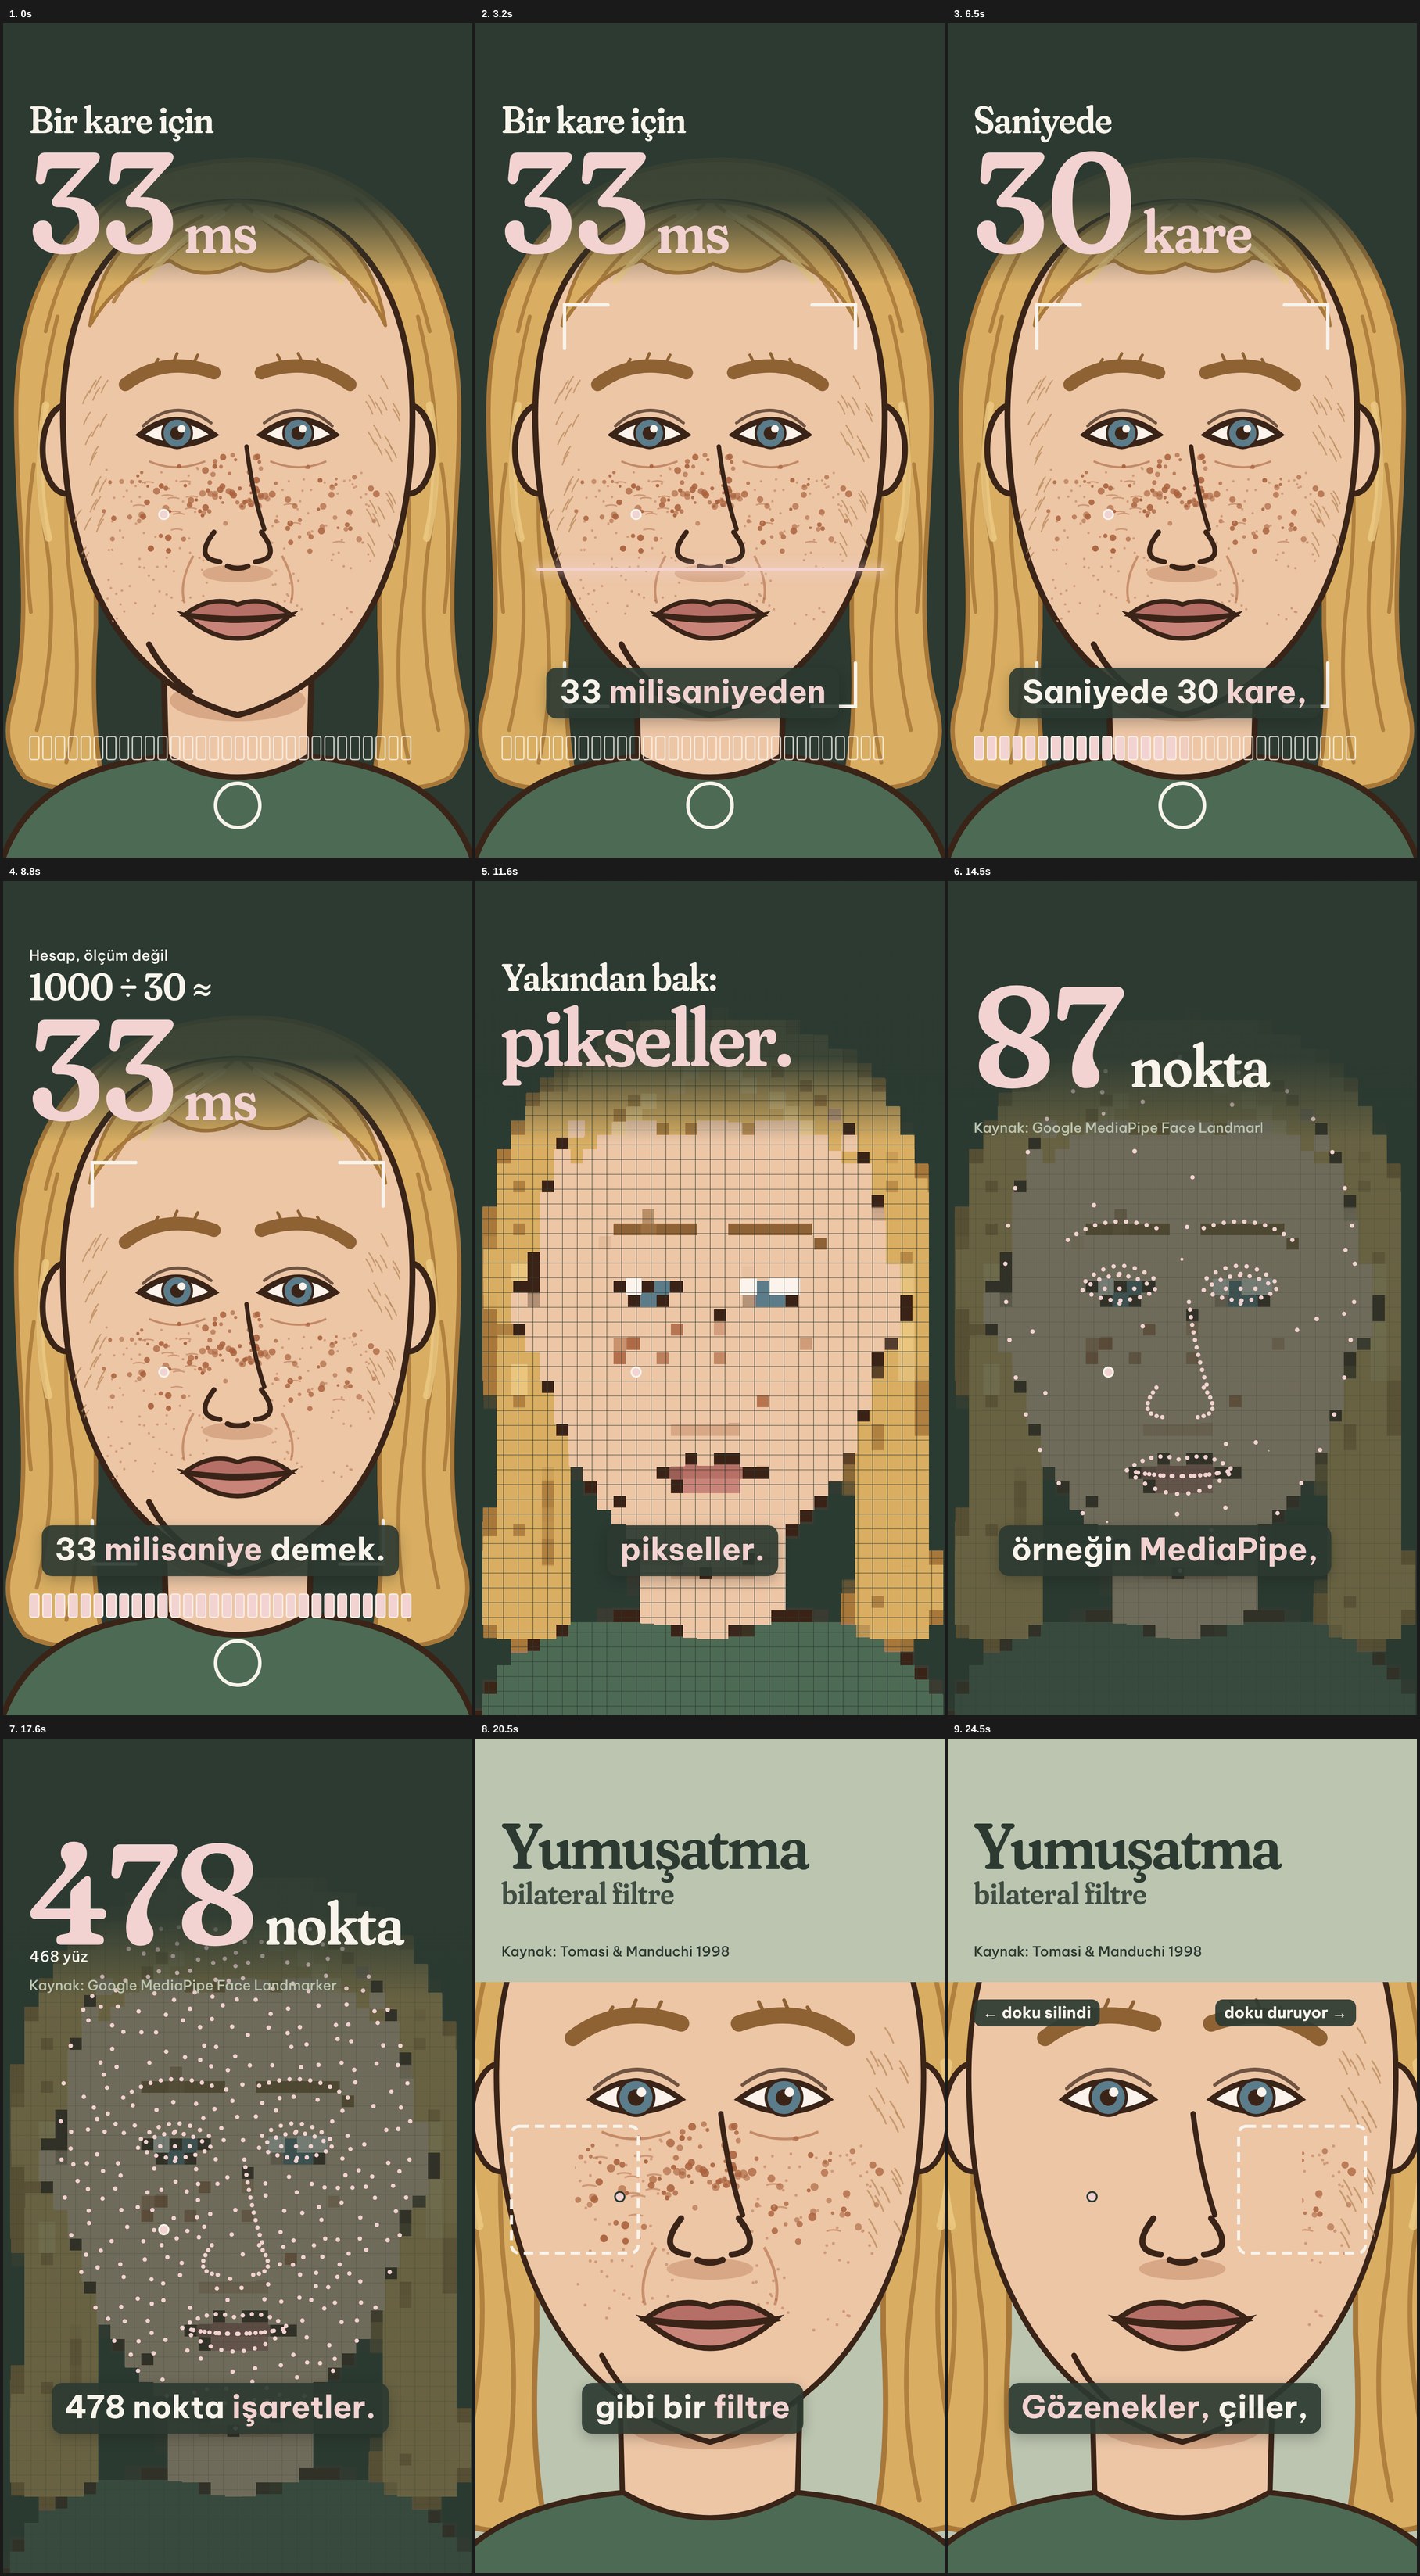 1. 0s
Bir kare için
33 ms
2. 3.2s
Bir kare için
33 ms
33 milisaniyeden
3. 6.5s
Saniyede
30 kare
Saniyede 30 kare,
4. 8.8s
Hesap, ölçüm değil
1000 ÷ 30 ≈
33 ms
33 milisaniye demek.
5. 11.6s
Yakından bak:
pikseller.
pikseller.
6. 14.5s
87 nokta
Kaynak: Google MediaPipe Face Landmar
örneğin MediaPipe,
7. 17.6s
478 nokta
468 yüz
Kaynak: Google MediaPipe Face Landmarker
478 nokta işaretler.
8. 20.5s
Yumuşatma
bilateral filtre
Kaynak: Tomasi & Manduchi 1998
gibi bir filtre
9. 24.5s
Yumuşatma
bilateral filtre
Kaynak: Tomasi & Manduchi 1998
← doku silindi
doku duruyor →
Gözenekler, çiller,